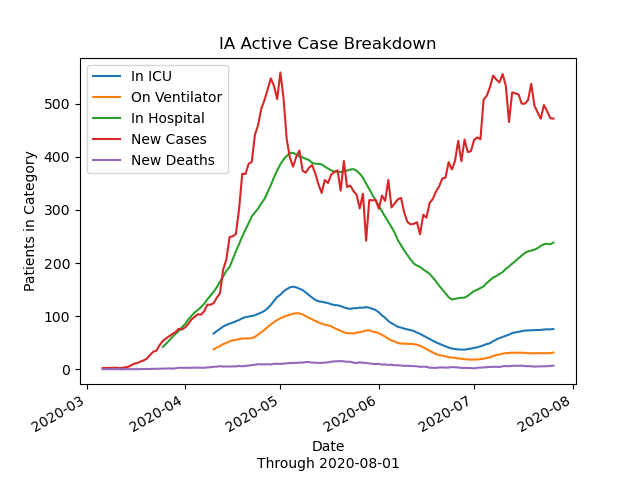 IA Active Case Breakdown
In ICU
On Ventilator
In Hospital
New Cases
New Deaths
Patients in Category
500
400
300
200
100
0
2020-03
2020-04
2020-05
2020-06
2020-07
2020-08
Date
Through 2020-08-01